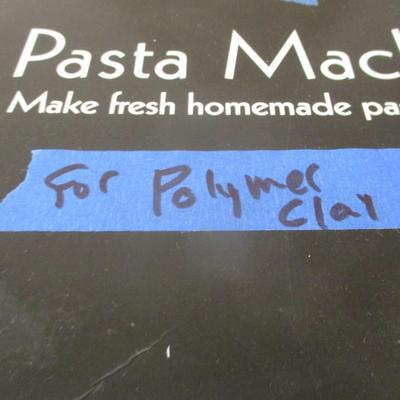 Pasta Mac
Make fresh homemade pa
For Polymer
Clay